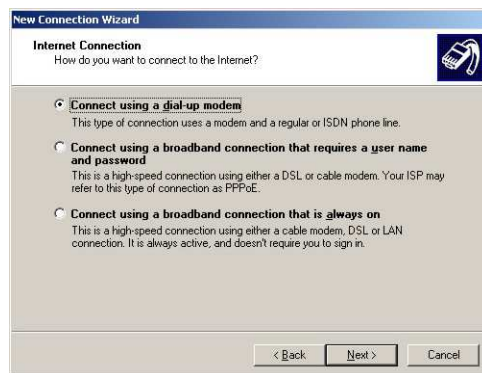 New Connection Wizard
Internet Connection
How do you want to connect to the Internet?
Connect using a dial-up modem
This type of connection uses a modem and a regular or ISDN phone line.
Connect using a broadband connection that requires a user name
and password
This is a high-speed connection using either a DSL or cable modem. Your ISP may
refer to this type of connection as PPPoE.
Connect using a broadband connection that is always on
This is a high-speed connection using either a cable modem, DSL or LAN
connection. It is always active, and doesn't require you to sign in.
< Back
Next >
Cancel